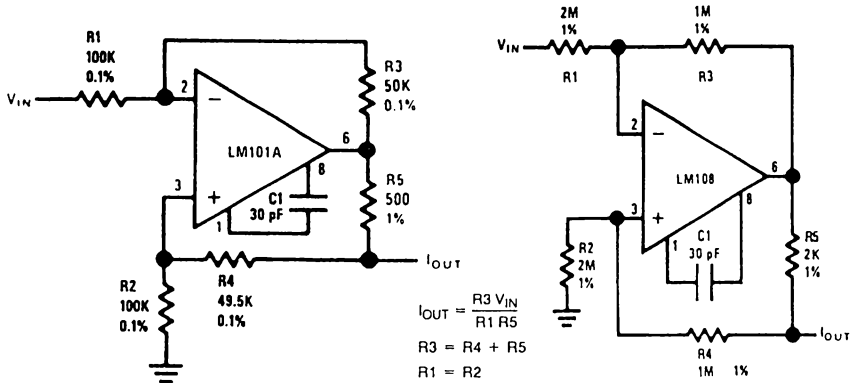 R1
100K
0.1%
VIN
2
−
R3
50K
0.1%
LM101A
6
8
3
+
C1
30 pF
1
R5
500
1%
IOUT
R4
49.5K
0.1%
R2
100K
0.1%
IOUT = R3 VIN / R1 R5
R3 = R4 + R5
R1 = R2
2M
1%
VIN
R1
1M
1%
R3
2
−
LM108
6
8
3
+
1
C1
30 pF
R2
2M
1%
R5
2K
1%
IOUT
R4
1M 1%